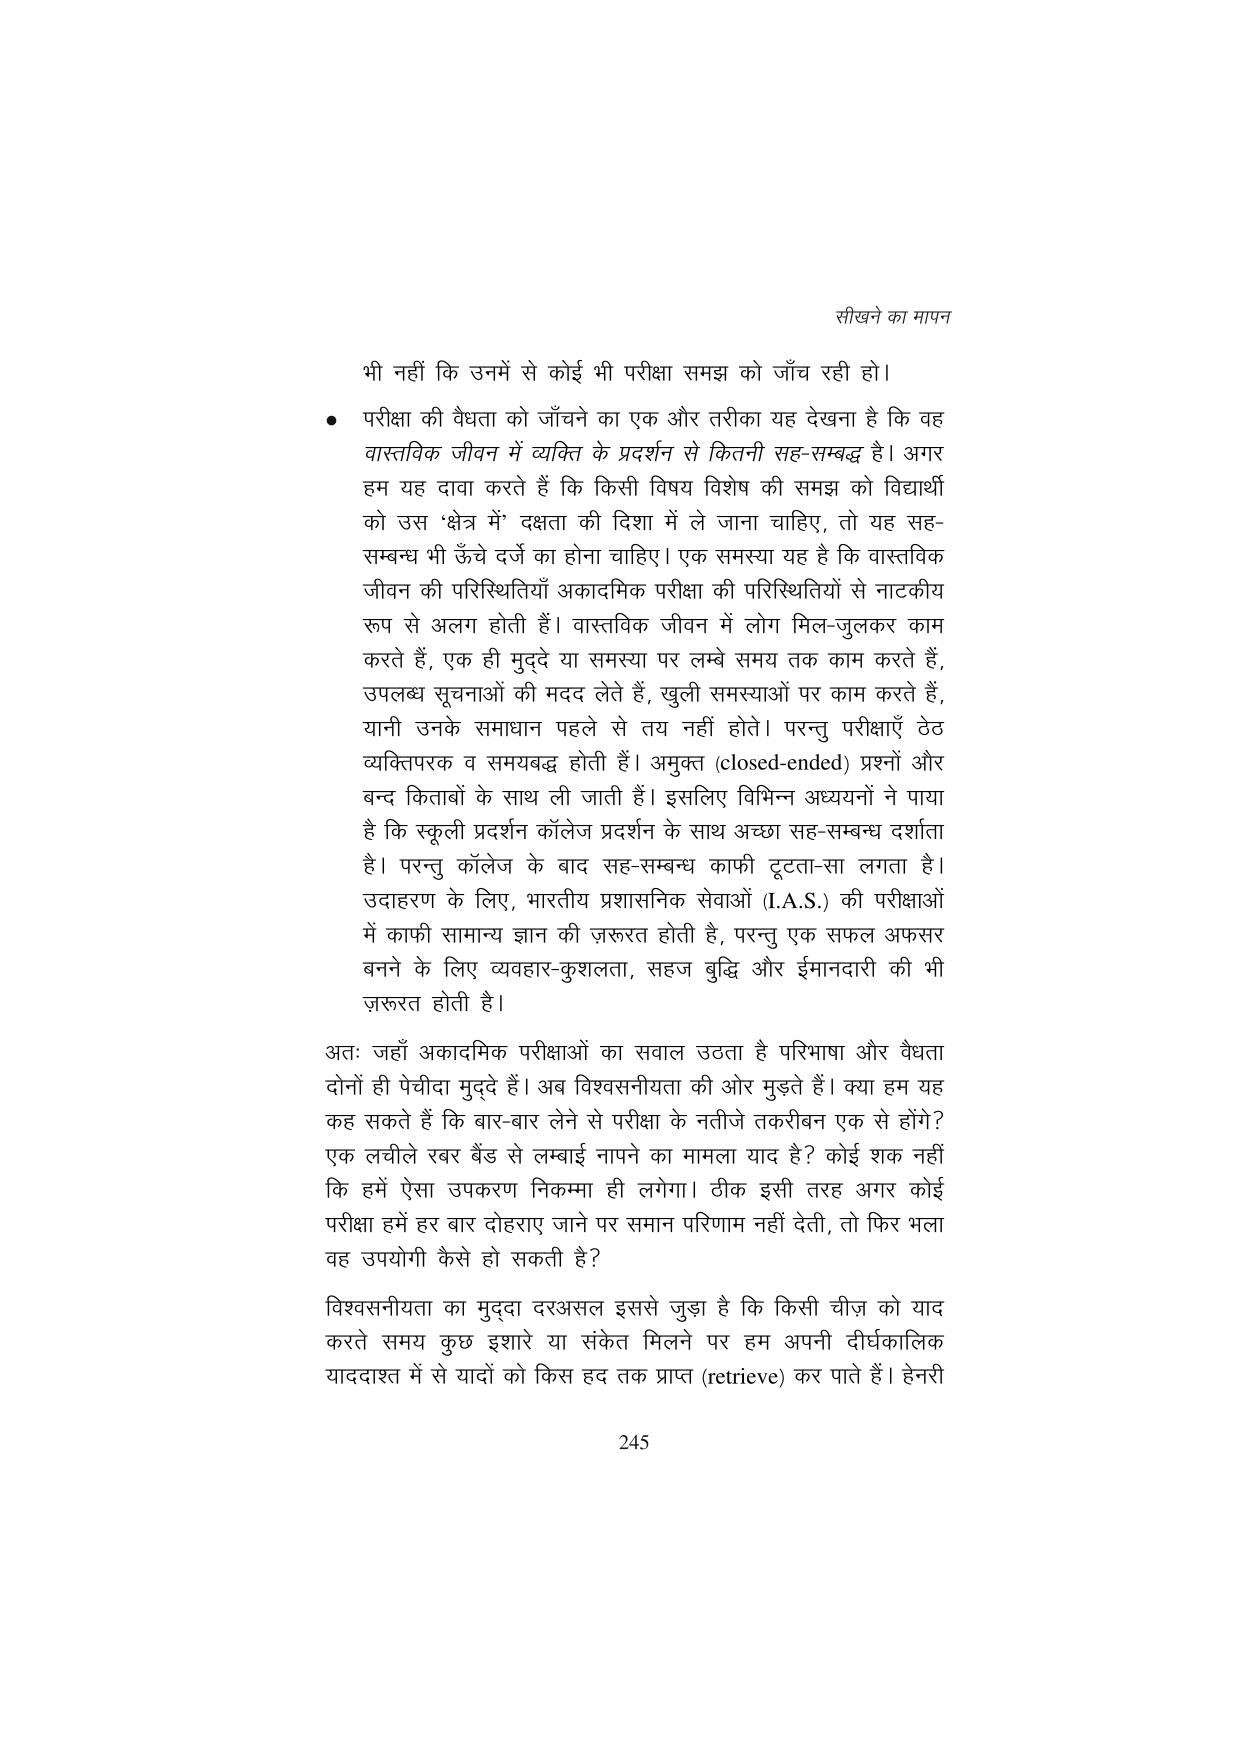 सीखने का मापन
भी नहीं कि उनमें से कोई भी परीक्षा समझ को जाँच रही हो।
● परीक्षा की वैधता को जाँचने का एक और तरीका यह देखना है कि वह
वास्तविक जीवन में व्यक्ति के प्रदर्शन से कितनी सह-सम्बद्ध है। अगर
हम यह दावा करते हैं कि किसी विषय विशेष की समझ को विद्यार्थी
को उस ‘क्षेत्र में’ दक्षता की दिशा में ले जाना चाहिए, तो यह सह-
सम्बन्ध भी ऊँचे दर्जे का होना चाहिए। एक समस्या यह है कि वास्तविक
जीवन की परिस्थितियाँ अकादमिक परीक्षा की परिस्थितियों से नाटकीय
रूप से अलग होती हैं। वास्तविक जीवन में लोग मिल-जुलकर काम
करते हैं, एक ही मुद्दे या समस्या पर लम्बे समय तक काम करते हैं,
उपलब्ध सूचनाओं की मदद लेते हैं, खुली समस्याओं पर काम करते हैं,
यानी उनके समाधान पहले से तय नहीं होते। परन्तु परीक्षाएँ ठेठ
व्यक्तिपरक व समयबद्ध होती हैं। अमुक्त (closed-ended) प्रश्नों और
बन्द किताबों के साथ ली जाती हैं। इसलिए विभिन्न अध्ययनों ने पाया
है कि स्कूली प्रदर्शन कॉलेज प्रदर्शन के साथ अच्छा सह-सम्बन्ध दर्शाता
है। परन्तु कॉलेज के बाद सह-सम्बन्ध काफी टूटता-सा लगता है।
उदाहरण के लिए, भारतीय प्रशासनिक सेवाओं (I.A.S.) की परीक्षाओं
में काफी सामान्य ज्ञान की ज़रूरत होती है, परन्तु एक सफल अफसर
बनने के लिए व्यवहार-कुशलता, सहज बुद्धि और ईमानदारी की भी
ज़रूरत होती है।
अतः जहाँ अकादमिक परीक्षाओं का सवाल उठता है परिभाषा और वैधता
दोनों ही पेचीदा मुद्दे हैं। अब विश्वसनीयता की ओर मुड़ते हैं। क्या हम यह
कह सकते हैं कि बार-बार लेने से परीक्षा के नतीजे तकरीबन एक से होंगे?
एक लचीले रबर बैंड से लम्बाई नापने का मामला याद है? कोई शक नहीं
कि हमें ऐसा उपकरण निकम्मा ही लगेगा। ठीक इसी तरह अगर कोई
परीक्षा हमें हर बार दोहराए जाने पर समान परिणाम नहीं देती, तो फिर भला
वह उपयोगी कैसे हो सकती है?
विश्वसनीयता का मुद्दा दरअसल इससे जुड़ा है कि किसी चीज़ को याद
करते समय कुछ इशारे या संकेत मिलने पर हम अपनी दीर्घकालिक
याददाश्त में से यादों को किस हद तक प्राप्त (retrieve) कर पाते हैं। हेनरी
245